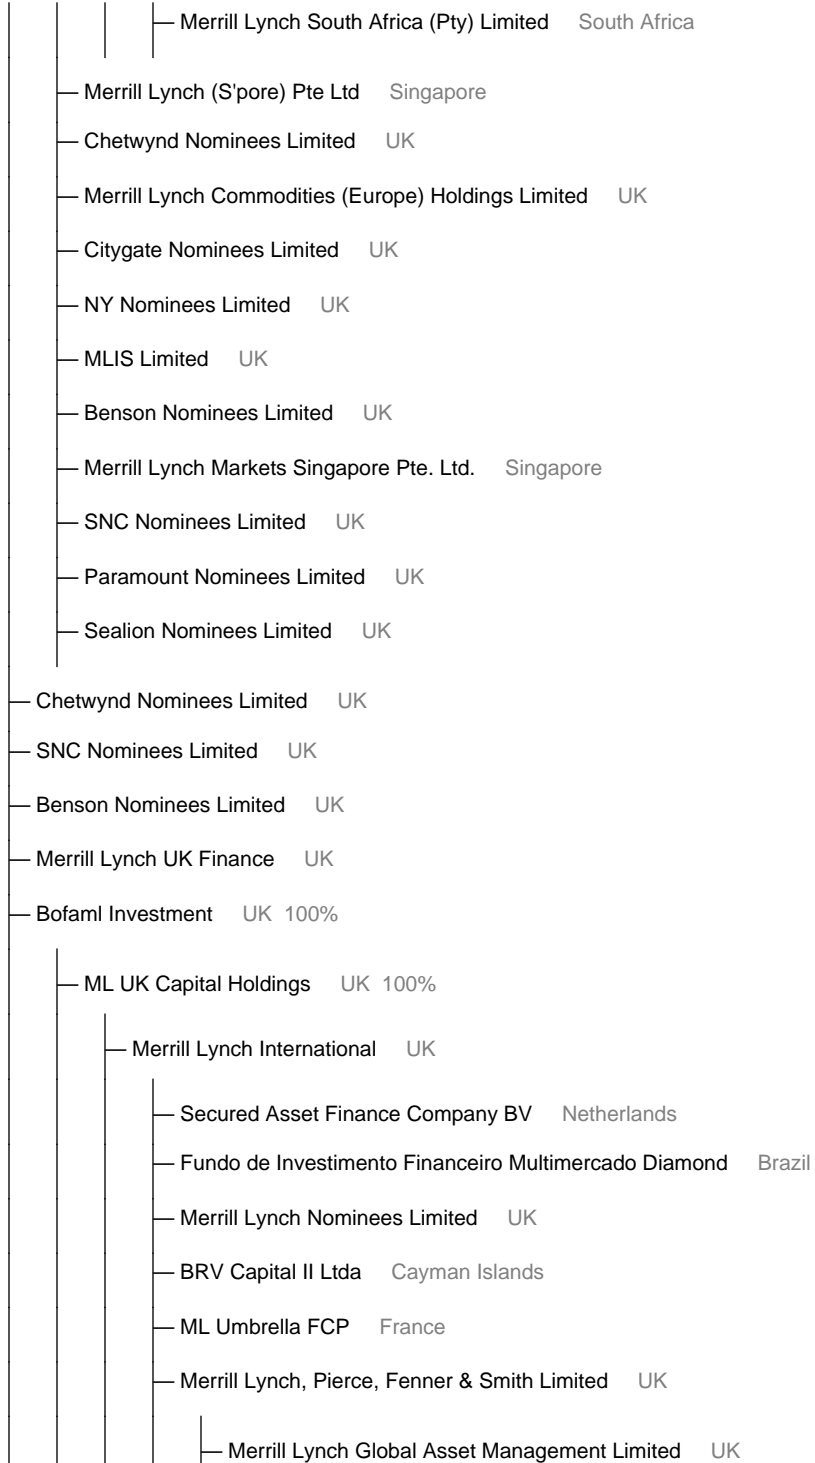 Merrill Lynch South Africa (Pty) Limited South Africa
Merrill Lynch (S'pore) Pte Ltd Singapore
Chetwynd Nominees Limited UK
Merrill Lynch Commodities (Europe) Holdings Limited UK
Citygate Nominees Limited UK
NY Nominees Limited UK
MLIS Limited UK
Benson Nominees Limited UK
Merrill Lynch Markets Singapore Pte. Ltd. Singapore
SNC Nominees Limited UK
Paramount Nominees Limited UK
Sealion Nominees Limited UK
Chetwynd Nominees Limited UK
SNC Nominees Limited UK
Benson Nominees Limited UK
Merrill Lynch UK Finance UK
Bofaml Investment UK 100%
ML UK Capital Holdings UK 100%
Merrill Lynch International UK
Secured Asset Finance Company BV Netherlands
Fundo de Investimento Financeiro Multimercado Diamond Brazil
Merrill Lynch Nominees Limited UK
BRV Capital II Ltda Cayman Islands
ML Umbrella FCP France
Merrill Lynch, Pierce, Fenner & Smith Limited UK
Merrill Lynch Global Asset Management Limited UK